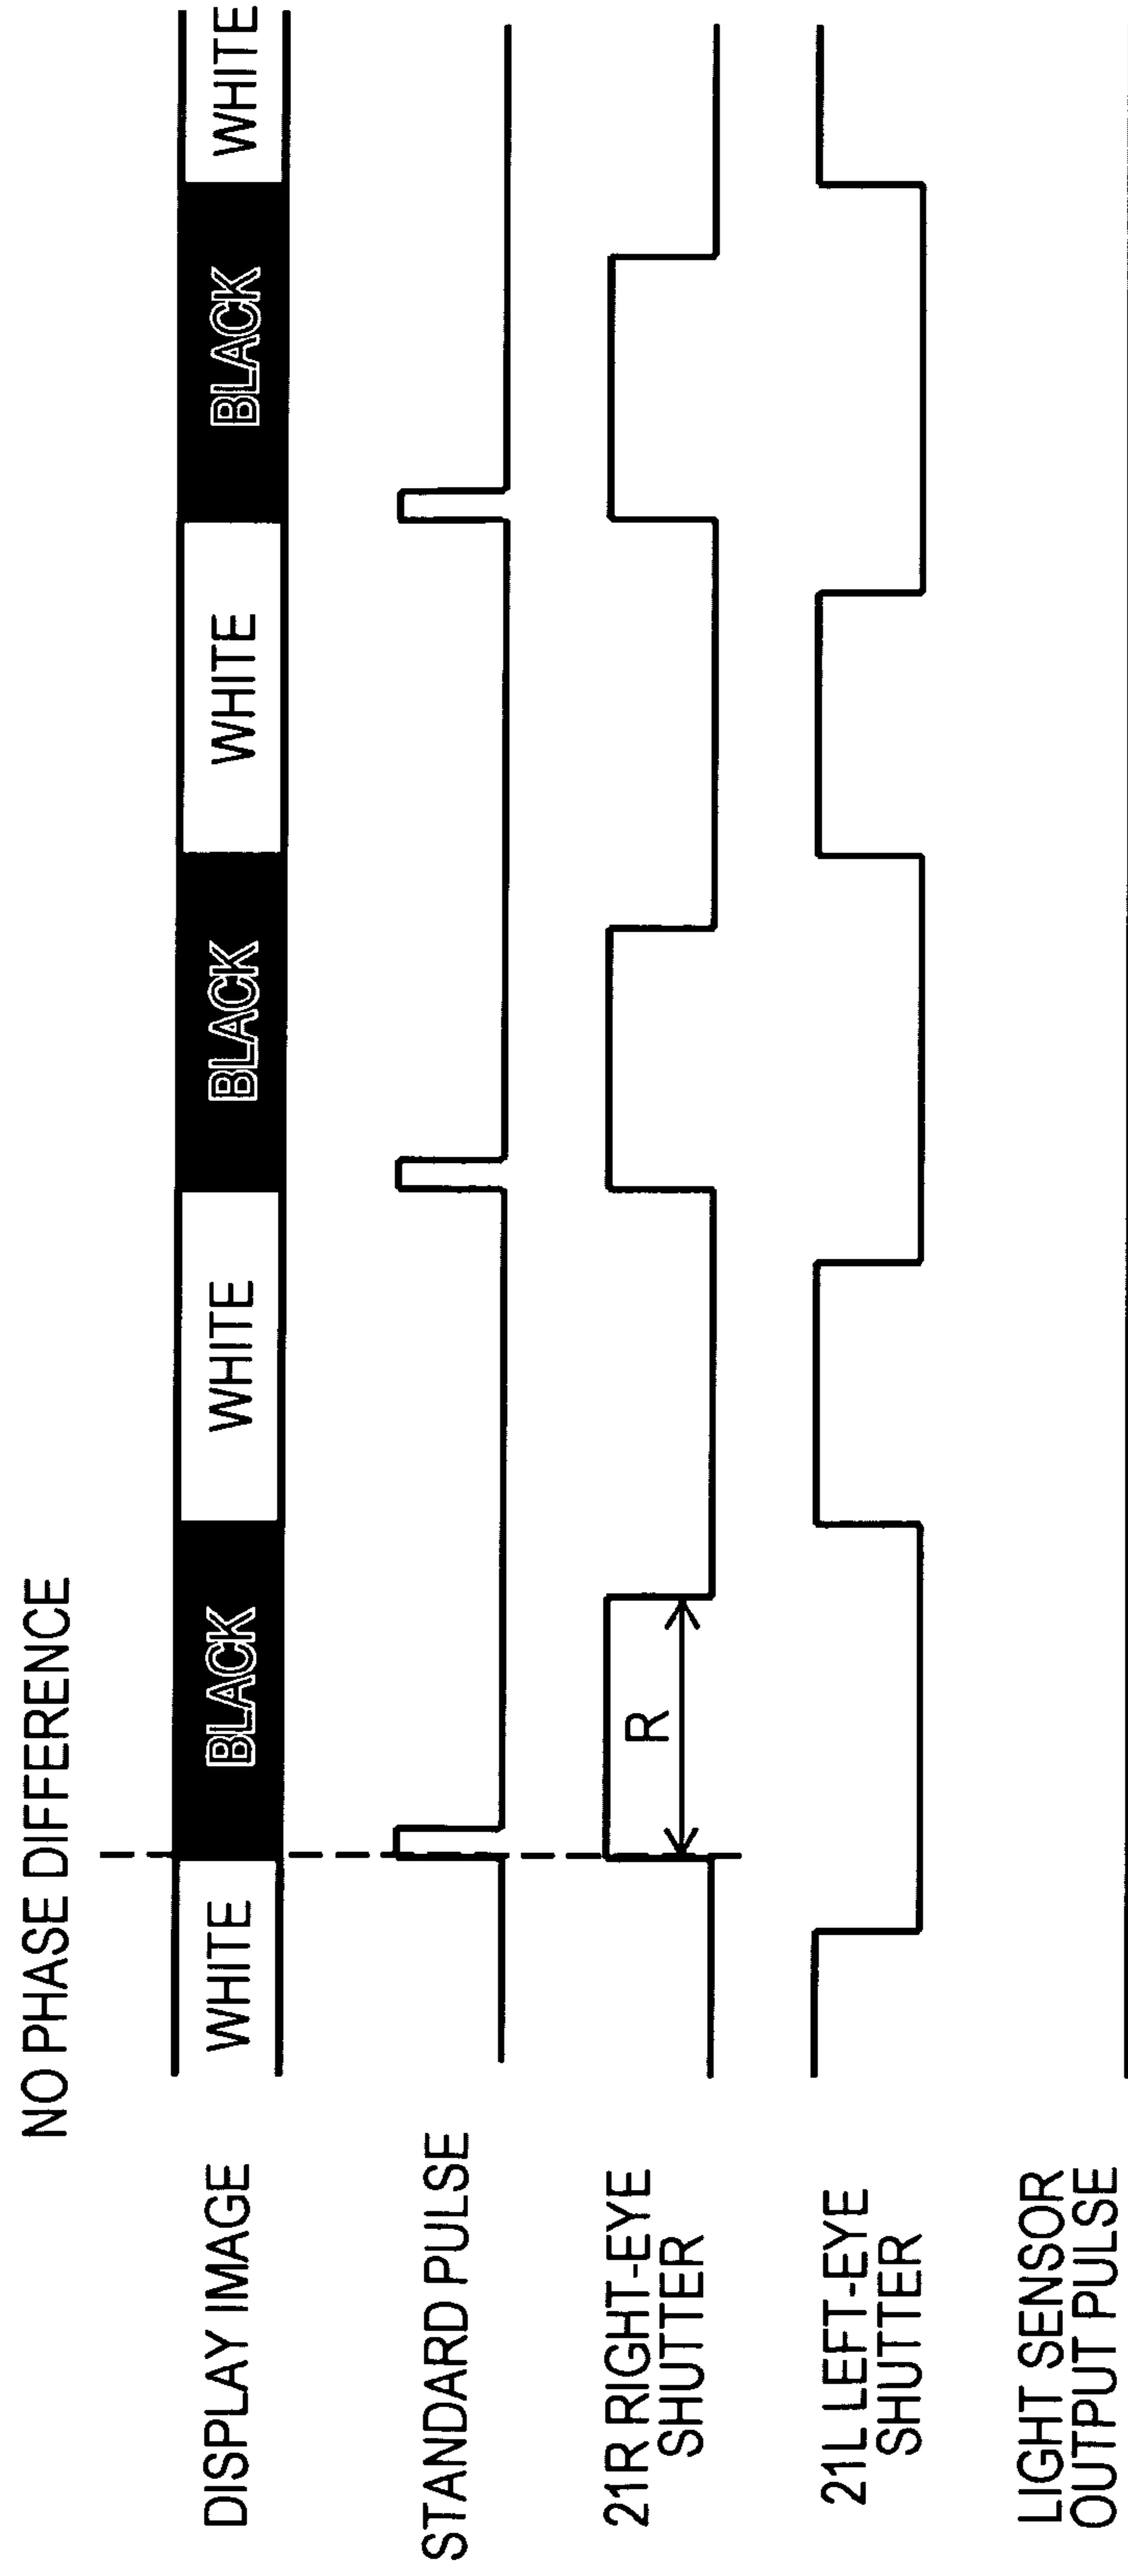 NO PHASE DIFFERENCE
DISPLAY IMAGE
WHITE
BLACK
WHITE
BLACK
WHITE
BLACK
WHITE
STANDARD PULSE
21R RIGHT-EYE
SHUTTER
R
21L LEFT-EYE
SHUTTER
LIGHT SENSOR
OUTPUT PULSE